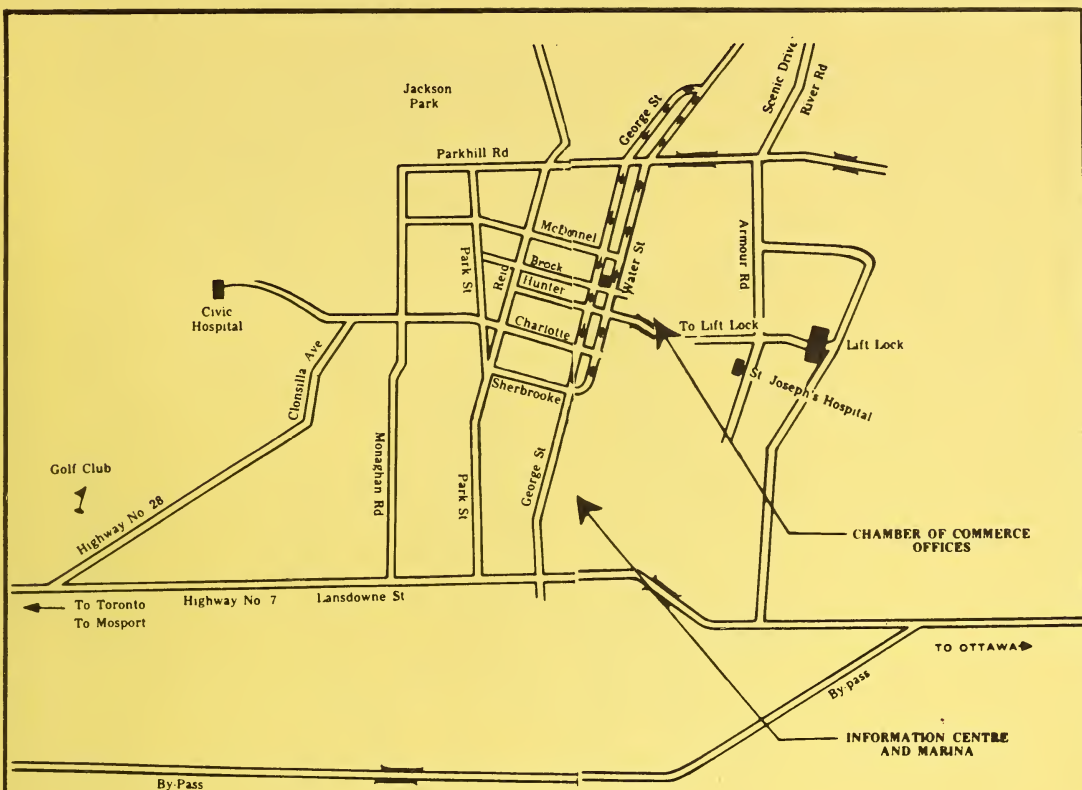 Jackson
Park
George St
Scenic Drive
River Rd
Parkhill Rd
McDonnel
Brock
Hunter
Charlotte
Sherbrooke
Park St
Reid
Water St
Armour Rd
Civic
Hospital
Clonsilla Ave
To Lift Lock
Lift Lock
St Joseph's Hospital
Golf Club
Highway No 28
Monaghan Rd
Park St
George St
CHAMBER OF COMMERCE
OFFICES
To Toronto
To Mosport
Highway No 7 Lansdowne St
TO OTTAWA
By-pass
INFORMATION CENTRE
AND MARINA
By-Pass